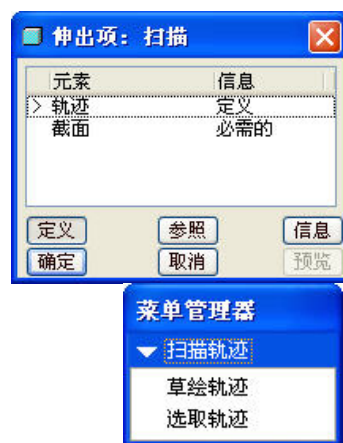 伸出项: 扫描
元素 信息
> 轨迹 定义
截面 必需的
定义 参照 信息
确定 取消 预览
菜单管理器
扫描轨迹
草绘轨迹
选取轨迹